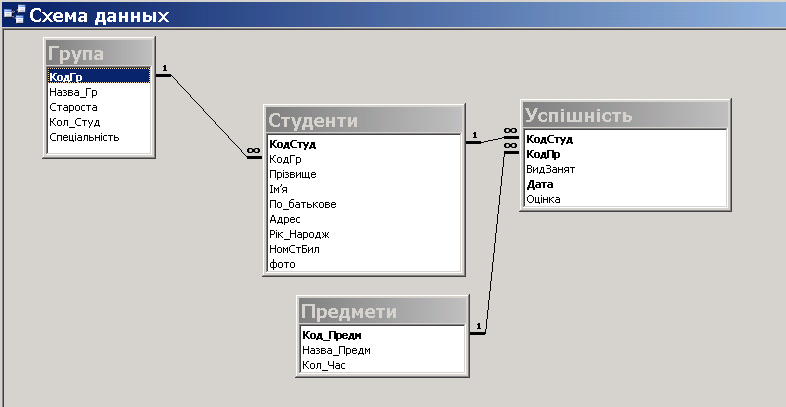 Схема данных
Група
КодГр
Назва_Гр
Староста
Кол_Студ
Спеціальність
1
∞
Студенти
КодСтуд
КодГр
Прізвище
Ім'я
По_батькове
Адрес
Рік_Народж
НомСтБил
фото
1
∞
∞
Успішність
КодСтуд
КодПр
ВидЗанят
Дата
Оцінка
Предмети
Код_Предм
Назва_Предм
Кол_Час
1